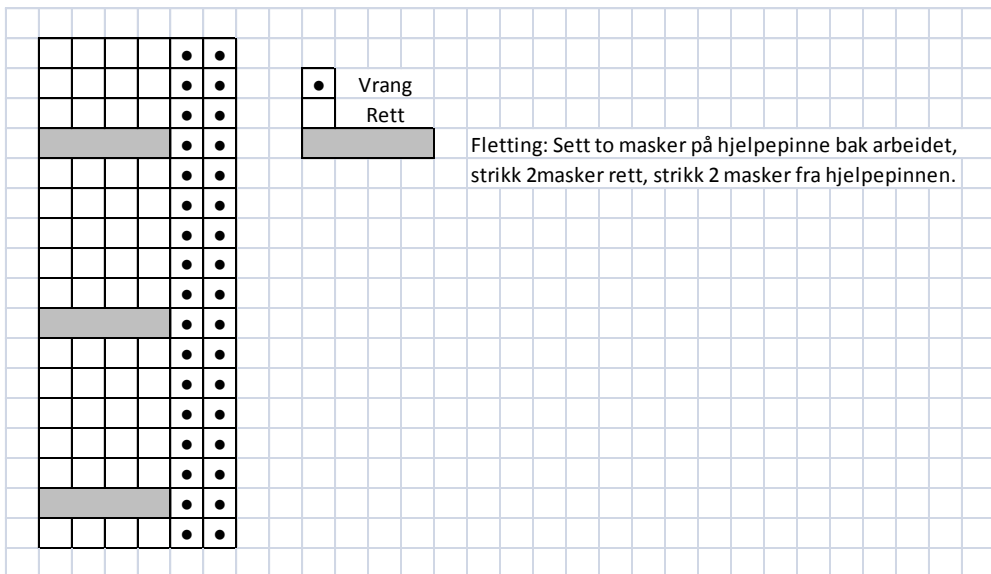 Vrang
Rett
Fletting: Sett to masker på hjelpepinne bak arbeidet,
strikk 2masker rett, strikk 2 masker fra hjelpepinnen.